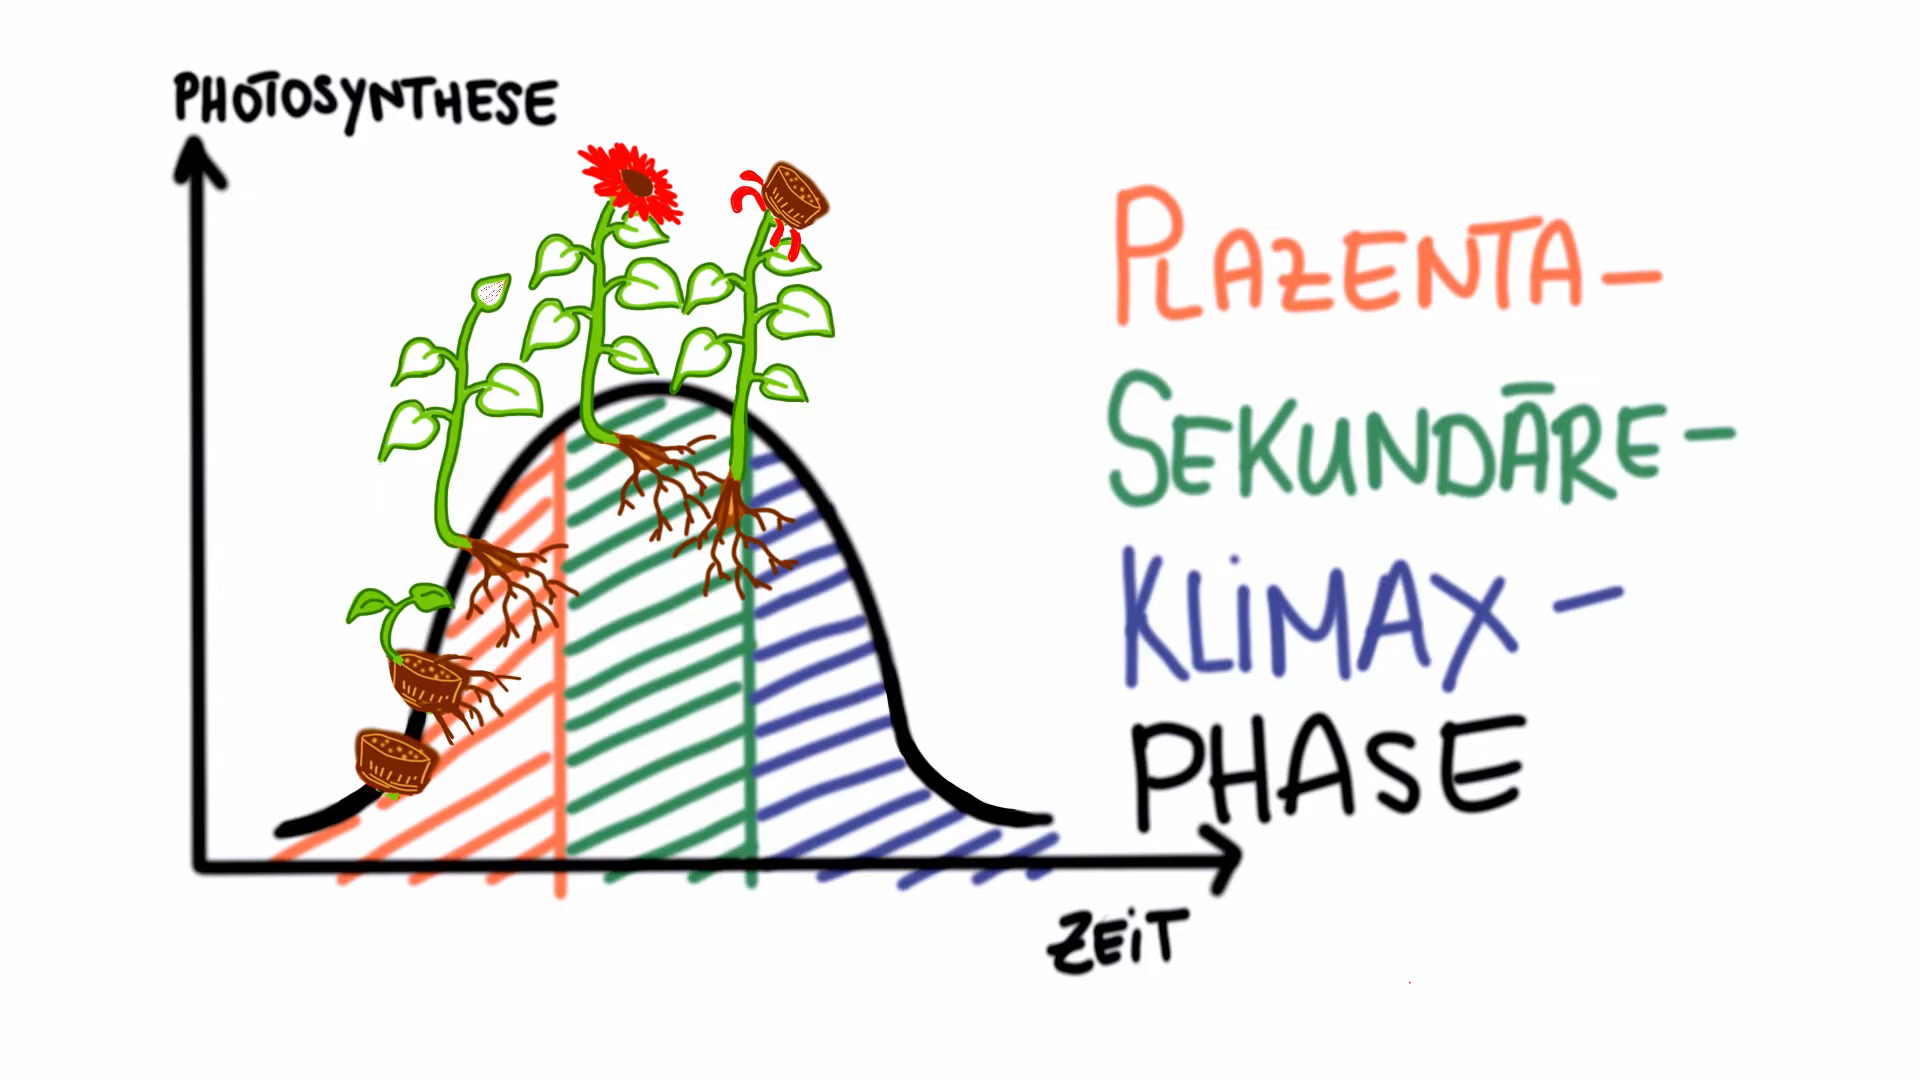 PHOTOSYNTHESE
PLAZENTA-
SEKUNDÄRE-
KLIMAX-
PHASE
ZEIT